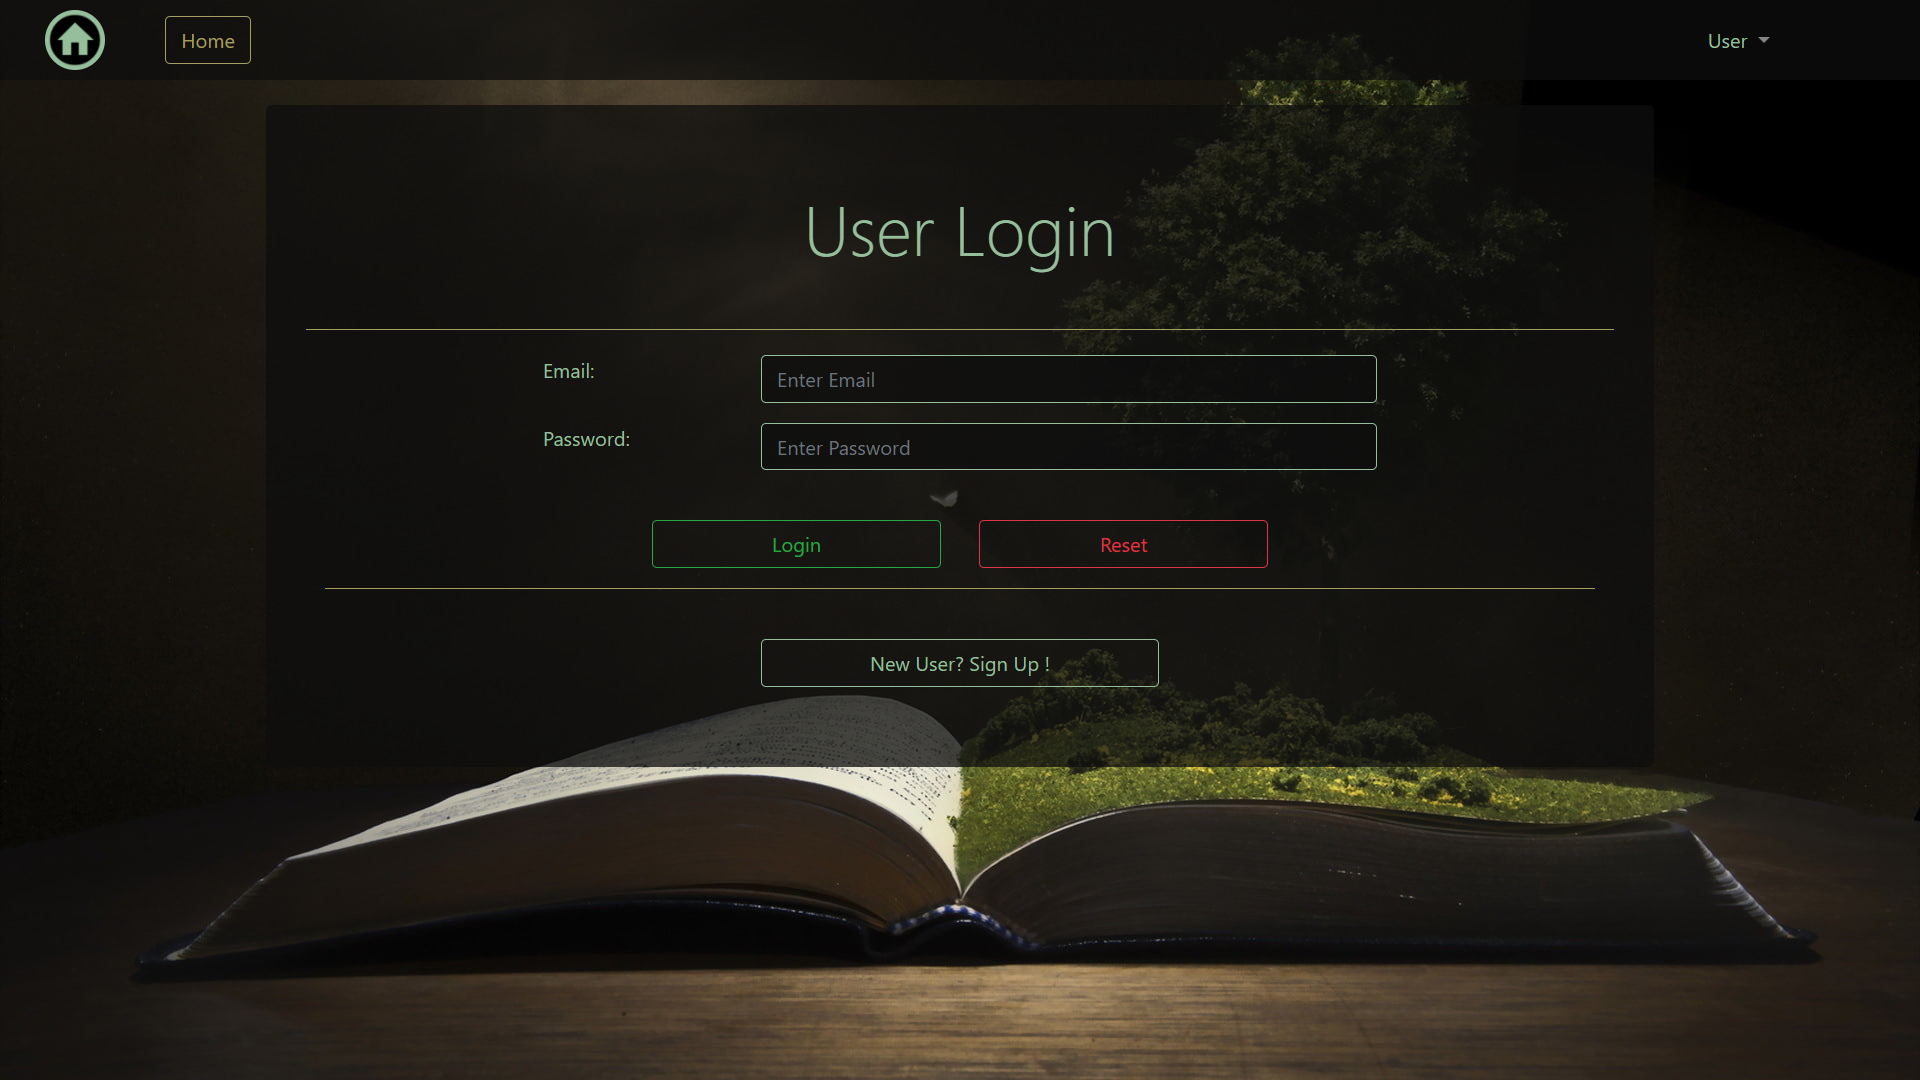 Home
User
User Login
Email:
Enter Email
Password:
Enter Password
Login
Reset
New User? Sign Up !